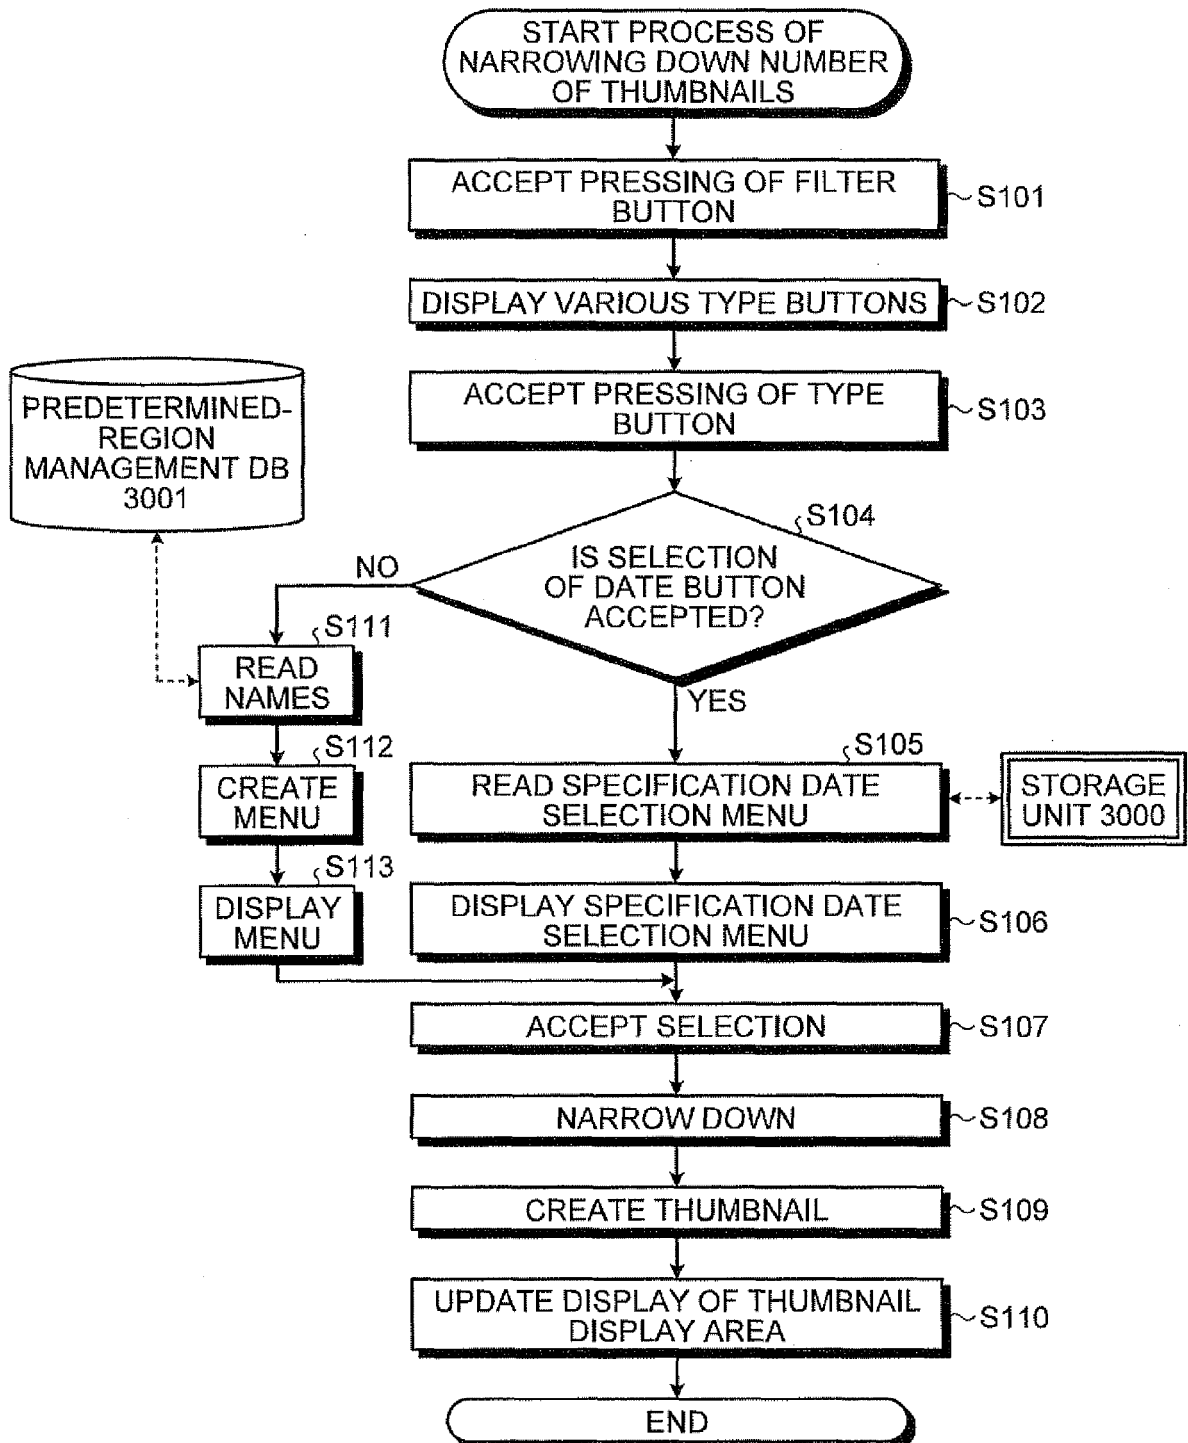 START PROCESS OF
NARROWING DOWN NUMBER
OF THUMBNAILS
ACCEPT PRESSING OF FILTER
BUTTON
S101
DISPLAY VARIOUS TYPE BUTTONS
S102
ACCEPT PRESSING OF TYPE
BUTTON
S103
PREDETERMINED-
REGION
MANAGEMENT DB
3001
S104
IS SELECTION
OF DATE BUTTON
ACCEPTED?
NO
YES
S111
READ
NAMES
S112
CREATE
MENU
S113
DISPLAY
MENU
S105
READ SPECIFICATION DATE
SELECTION MENU
STORAGE
UNIT 3000
DISPLAY SPECIFICATION DATE
SELECTION MENU
S106
ACCEPT SELECTION
S107
NARROW DOWN
S108
CREATE THUMBNAIL
S109
UPDATE DISPLAY OF THUMBNAIL
DISPLAY AREA
S110
END